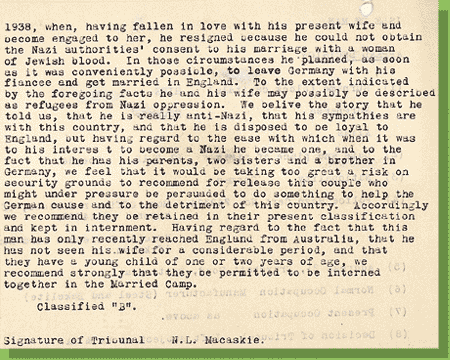 1938, when, having fallen in love with his present wife and
become engaged to her, he resigned because he could not obtain
the Nazi authorities' consent to his marriage with a woman
of Jewish blood. In those circumstances he planned, as soon
as it was conveniently possible, to leave Germany with his
fiancee and get married in England. To the extent indicated
by the foregoing facts he and his wife may possibly be described
as refugees from Nazi oppression. We belive the story that he
told us, that he is really anti-Nazi, that his sympathies are
with this country, and that he is disposed to be loyal to
England, but having regard to the ease with which when it was
to his interest to become a Nazi he became one, and to the
fact that he has his parents, two sisters and a brother in
Germany, we feel that it would be taking too great a risk on
security grounds to recommend for release this couple who
might under pressure be persuaded to do something to help the
German cause and to the detriment of this country. Accordingly
we recommend they be retained in their present classification
and kept in internment. Having regard to the fact that this
man has only recently reached England from Australia, that he
has not seen his wife for a considerable period, and that
they have a young child of one or two years of age, we
recommend strongly that they be permitted to be interned
together in the Married Camp.
Classified "B".
Signature of Tribunal N.L. Macaskie.